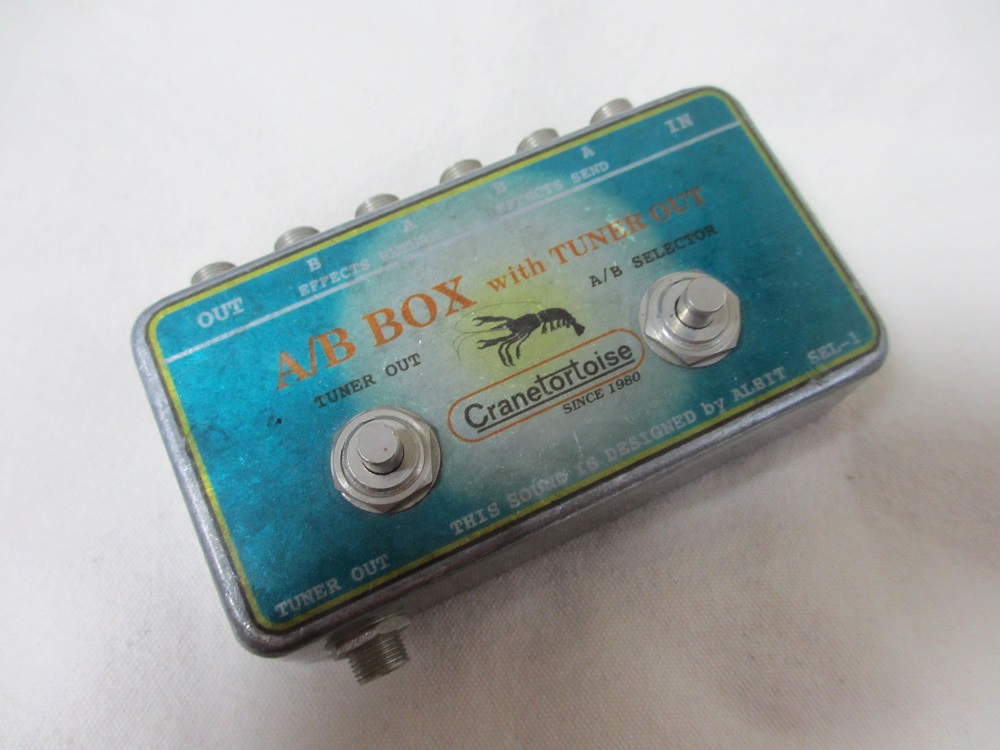 OUT B A B A IN
EFFECTS RETURN EFFECTS SEND
A/B BOX with TUNER OUT
TUNER OUT
A/B SELECTOR
Cranetortoise
SINCE 1980
TUNER OUT
THIS SOUND IS DESIGNED by ALBIT
SEL-1